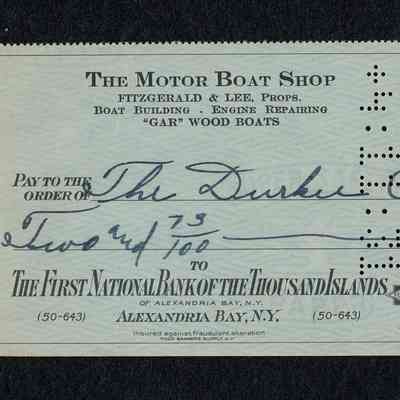 THE MOTOR BOAT SHOP
FITZGERALD & LEE, PROPS.
BOAT BUILDING - ENGINE REPAIRING
"GAR" WOOD BOATS
PAY TO THE
ORDER OF The Durkee C
Two and 73/100
TO
THE FIRST NATIONAL BANK OF THE THOUSAND ISLANDS
OF ALEXANDRIA BAY, N.Y.
(50-643) ALEXANDRIA BAY, N.Y. (50-643)
Insured against fraudulent alteration